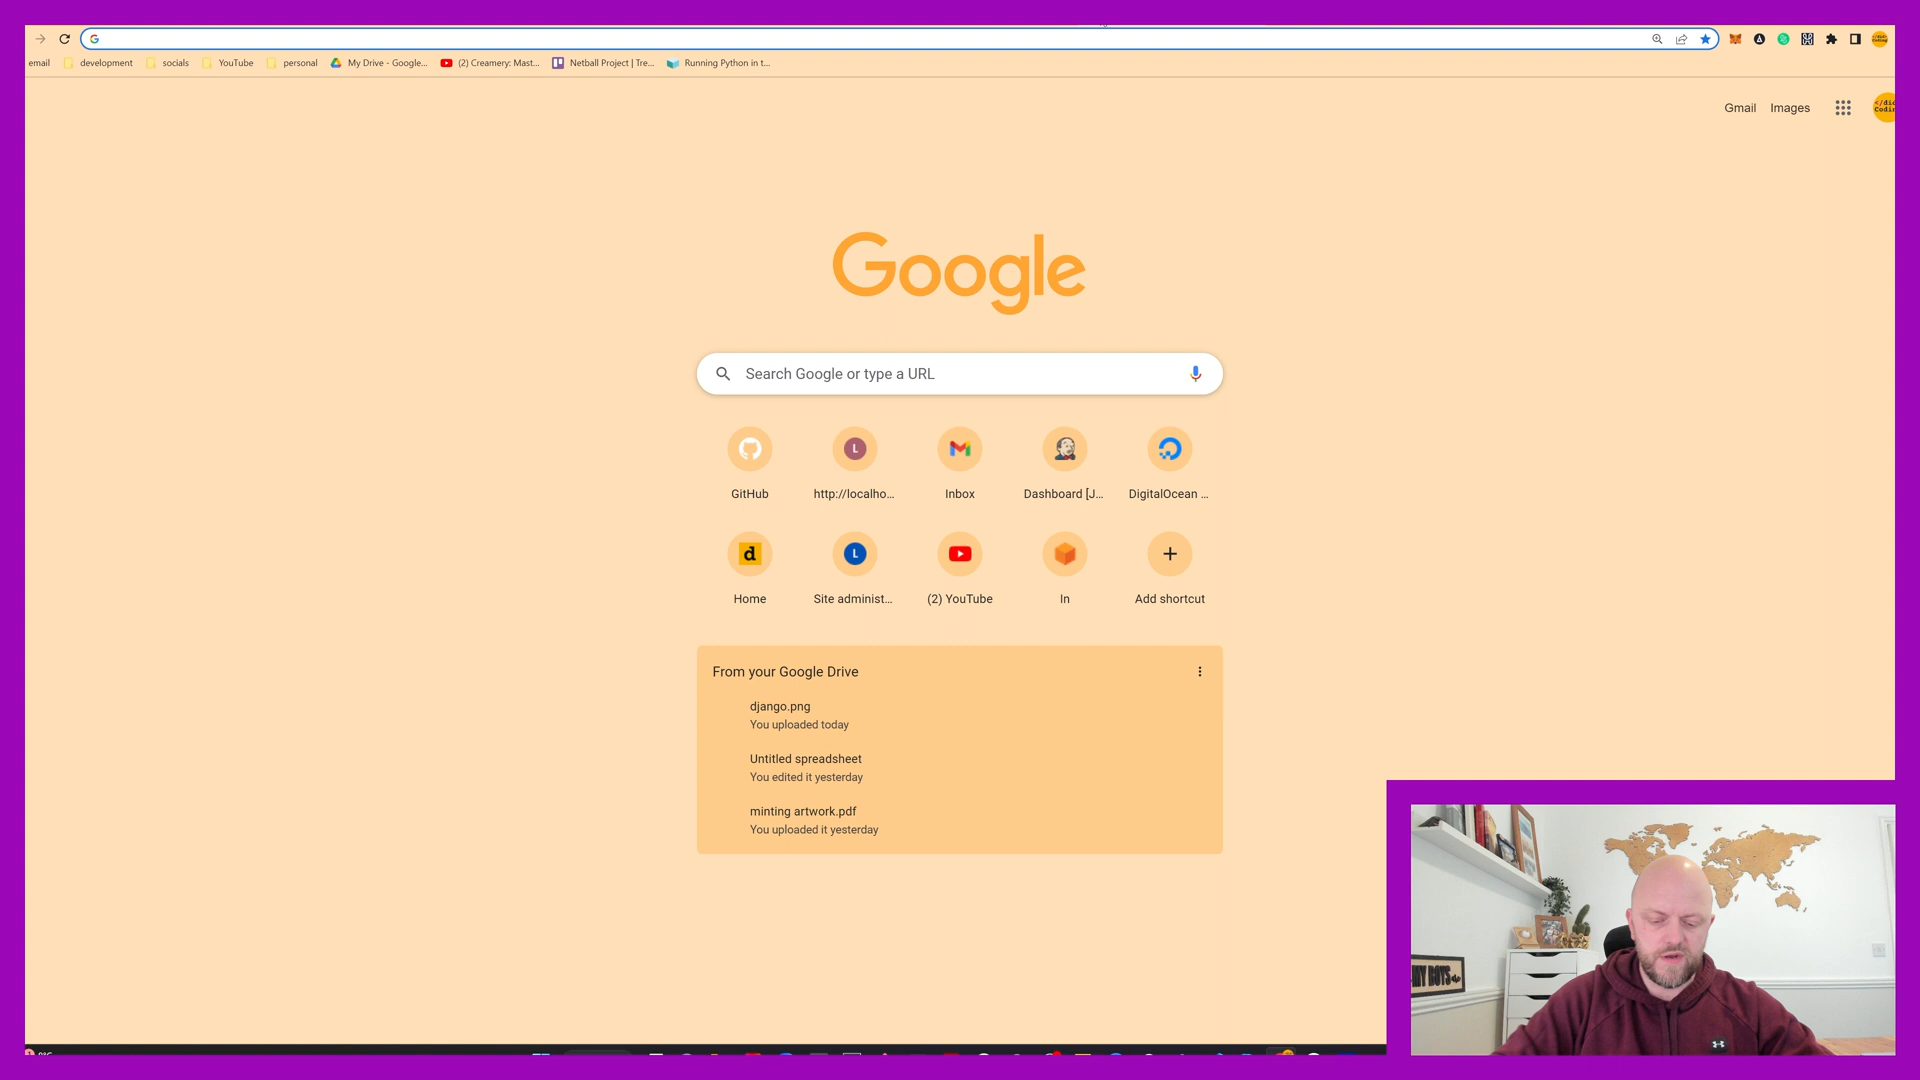 email development socials YouTube personal My Drive - Google... (2) Creamery: Mast... Netball Project | Tre... Running Python in t...
Gmail Images
Google
Search Google or type a URL
GitHub http://localho... Inbox Dashboard [J... DigitalOcean ...
Home Site administ... (2) YouTube In Add shortcut
From your Google Drive
django.png
You uploaded today
Untitled spreadsheet
You edited it yesterday
minting artwork.pdf
You uploaded it yesterday
MY BOYS